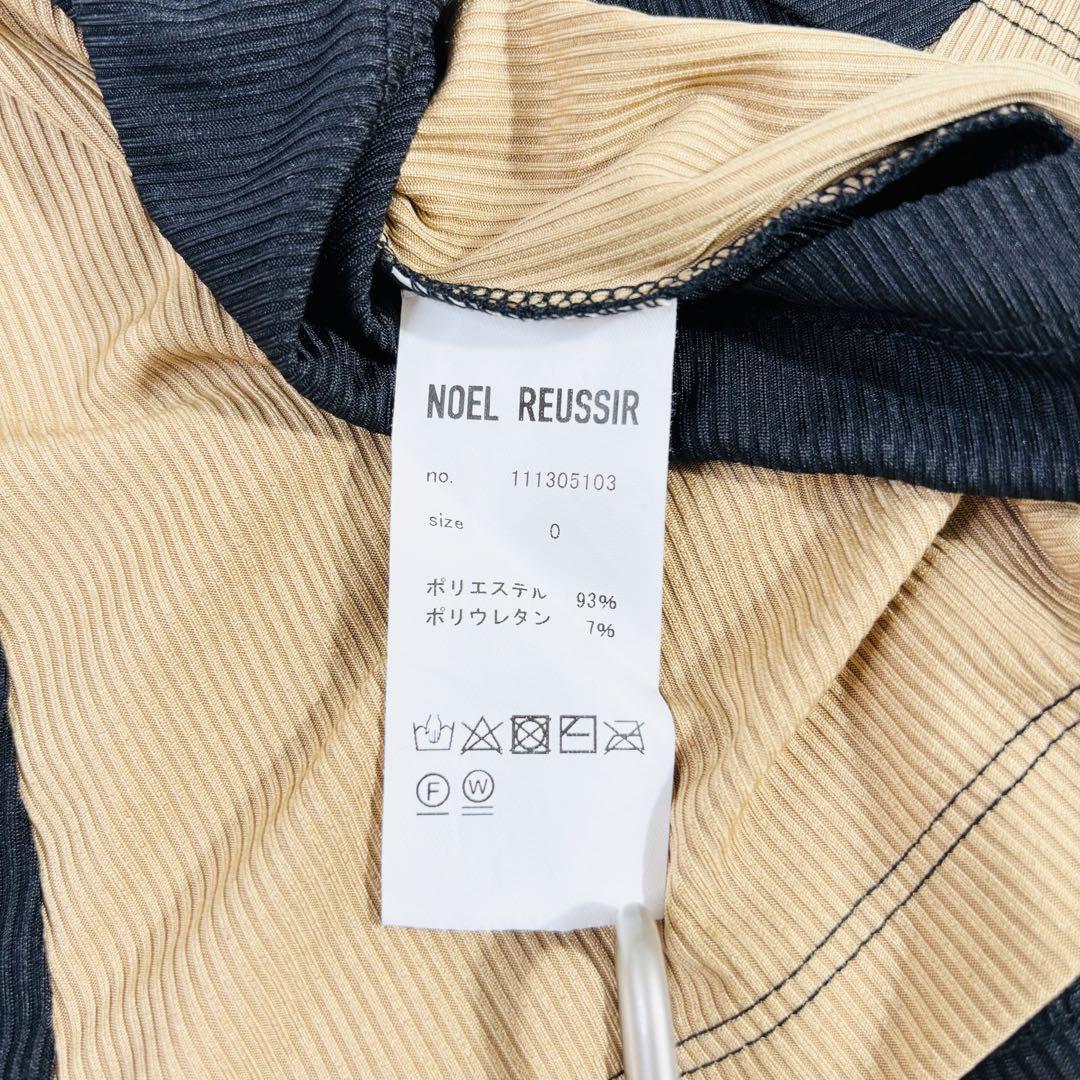 NOEL REUSSIR
no. 111305103
size 0
ポリエステル 93%
ポリウレタン 7%
F W